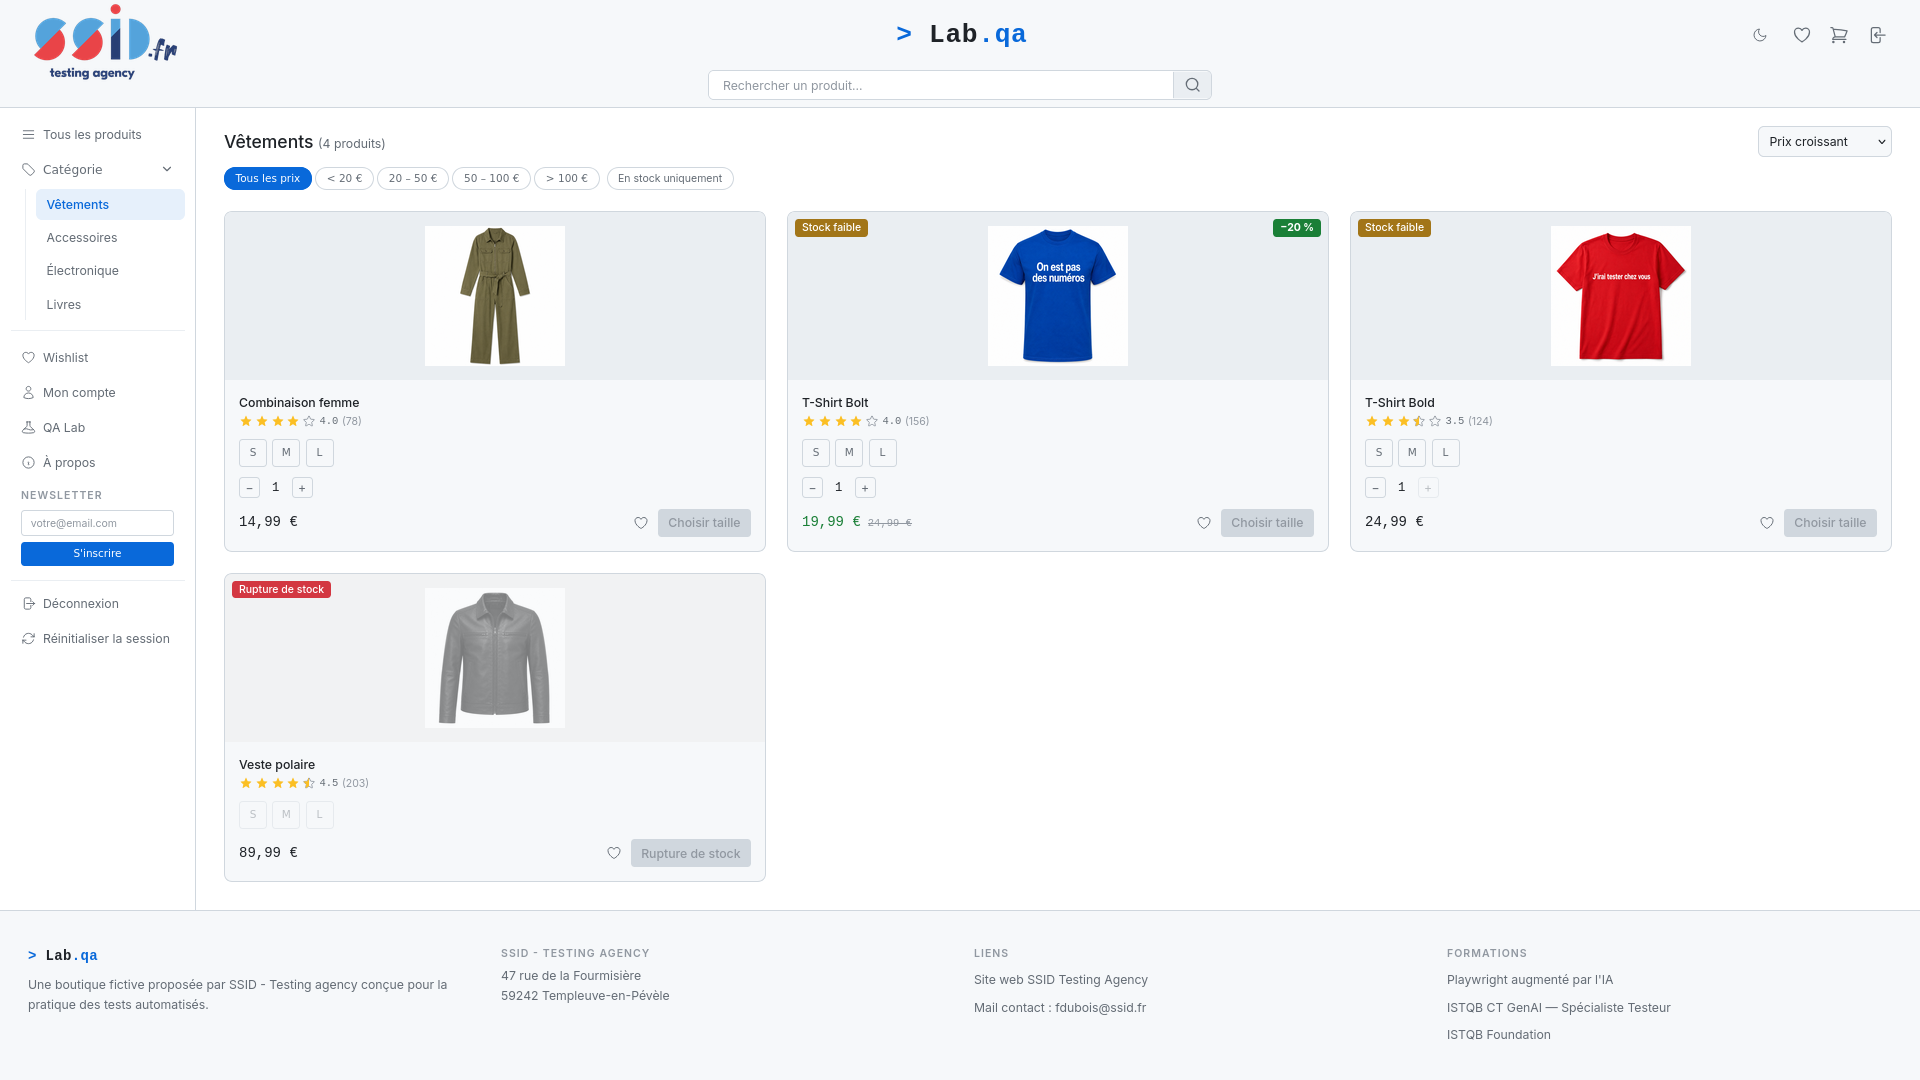 ssiD.fr
testing agency
> Lab.qa
Rechercher un produit...
Tous les produits
Catégorie
Vêtements
Accessoires
Électronique
Livres
Wishlist
Mon compte
QA Lab
À propos
NEWSLETTER
votre@email.com
S'inscrire
Déconnexion
Réinitialiser la session
Vêtements (4 produits)
Prix croissant
Tous les prix
< 20 €
20 – 50 €
50 – 100 €
> 100 €
En stock uniquement
Combinaison femme
4.0 (78)
S M L
− 1 +
14,99 €
Choisir taille
Stock faible
−20 %
On est pas
des numéros
T-Shirt Bolt
4.0 (156)
S M L
− 1 +
19,99 € 24,99 €
Choisir taille
Stock faible
J'irai tester chez vous
T-Shirt Bold
3.5 (124)
S M L
− 1 +
24,99 €
Choisir taille
Rupture de stock
Veste polaire
4.5 (203)
S M L
89,99 €
Rupture de stock
> Lab.qa
Une boutique fictive proposée par SSID - Testing agency conçue pour la
pratique des tests automatisés.
SSID - TESTING AGENCY
47 rue de la Fourmisière
59242 Templeuve-en-Pévèle
LIENS
Site web SSID Testing Agency
Mail contact : fdubois@ssid.fr
FORMATIONS
Playwright augmenté par l'IA
ISTQB CT GenAI — Spécialiste Testeur
ISTQB Foundation